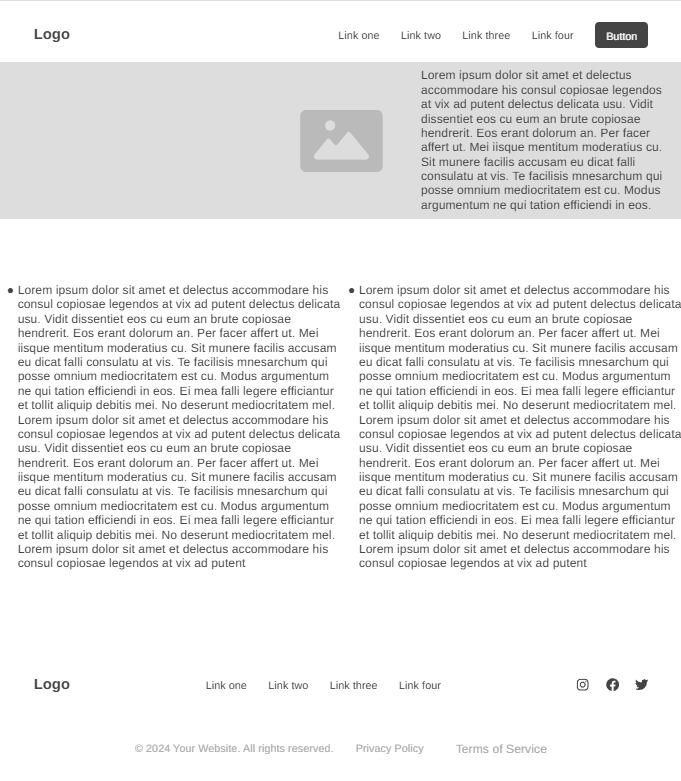 Logo
Link one Link two Link three Link four Button
Lorem ipsum dolor sit amet et delectus
accommodare his consul copiosae legendos
at vix ad putent delectus delicata usu. Vidit
dissentiet eos cu eum an brute copiosae
hendrerit. Eos erant dolorum an. Per facer
affert ut. Mei iisque mentitum moderatius cu.
Sit munere facilis accusam eu dicat falli
consulatu at vis. Te facilisis mnesarchum qui
posse omnium mediocritatem est cu. Modus
argumentum ne qui tation efficiendi in eos.
● Lorem ipsum dolor sit amet et delectus accommodare his
consul copiosae legendos at vix ad putent delectus delicata
usu. Vidit dissentiet eos cu eum an brute copiosae
hendrerit. Eos erant dolorum an. Per facer affert ut. Mei
iisque mentitum moderatius cu. Sit munere facilis accusam
eu dicat falli consulatu at vis. Te facilisis mnesarchum qui
posse omnium mediocritatem est cu. Modus argumentum
ne qui tation efficiendi in eos. Ei mea falli legere efficiantur
et tollit aliquip debitis mei. No deserunt mediocritatem mel.
Lorem ipsum dolor sit amet et delectus accommodare his
consul copiosae legendos at vix ad putent delectus delicata
usu. Vidit dissentiet eos cu eum an brute copiosae
hendrerit. Eos erant dolorum an. Per facer affert ut. Mei
iisque mentitum moderatius cu. Sit munere facilis accusam
eu dicat falli consulatu at vis. Te facilisis mnesarchum qui
posse omnium mediocritatem est cu. Modus argumentum
ne qui tation efficiendi in eos. Ei mea falli legere efficiantur
et tollit aliquip debitis mei. No deserunt mediocritatem mel.
Lorem ipsum dolor sit amet et delectus accommodare his
consul copiosae legendos at vix ad putent
● Lorem ipsum dolor sit amet et delectus accommodare his
consul copiosae legendos at vix ad putent delectus delicata
usu. Vidit dissentiet eos cu eum an brute copiosae
hendrerit. Eos erant dolorum an. Per facer affert ut. Mei
iisque mentitum moderatius cu. Sit munere facilis accusam
eu dicat falli consulatu at vis. Te facilisis mnesarchum qui
posse omnium mediocritatem est cu. Modus argumentum
ne qui tation efficiendi in eos. Ei mea falli legere efficiantur
et tollit aliquip debitis mei. No deserunt mediocritatem mel.
Lorem ipsum dolor sit amet et delectus accommodare his
consul copiosae legendos at vix ad putent delectus delicata
usu. Vidit dissentiet eos cu eum an brute copiosae
hendrerit. Eos erant dolorum an. Per facer affert ut. Mei
iisque mentitum moderatius cu. Sit munere facilis accusam
eu dicat falli consulatu at vis. Te facilisis mnesarchum qui
posse omnium mediocritatem est cu. Modus argumentum
ne qui tation efficiendi in eos. Ei mea falli legere efficiantur
et tollit aliquip debitis mei. No deserunt mediocritatem mel.
Lorem ipsum dolor sit amet et delectus accommodare his
consul copiosae legendos at vix ad putent
Logo
Link one Link two Link three Link four
© 2024 Your Website. All rights reserved. Privacy Policy Terms of Service